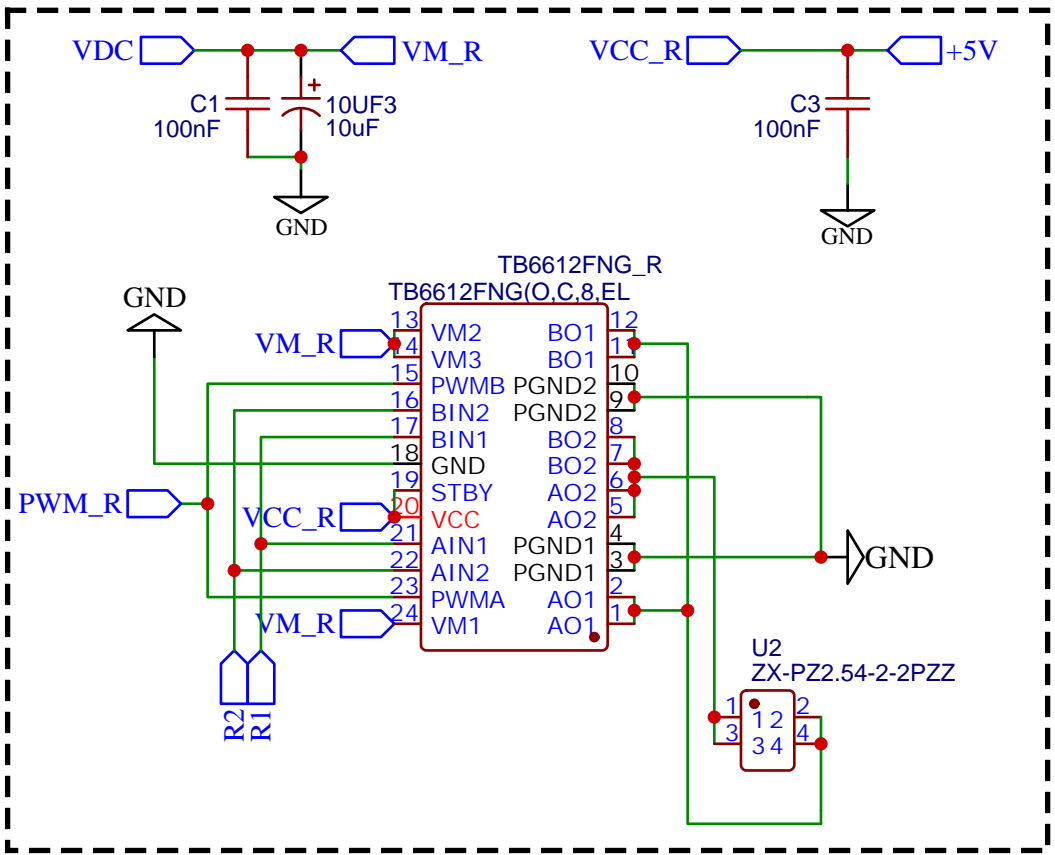 VDC
VM_R
VCC_R
+5V
C1
100nF
10UF3
10uF
C3
100nF
GND
GND
TB6612FNG_R
TB6612FNG(O,C,8,EL
GND
VM_R
13 VM2 BO1 12
14 VM3 BO1 11
15 PWMB PGND2 10
16 BIN2 PGND2 9
17 BIN1 BO2 8
18 GND BO2 7
PWM_R
19 STBY AO2 6
VCC_R
20 VCC AO2 5
21 AIN1 PGND1 4
22 AIN2 PGND1 3
GND
23 PWMA AO1 2
VM_R
24 VM1 AO1 1
R2
R1
U2
ZX-PZ2.54-2-2PZZ
1 1 2 2
3 3 4 4